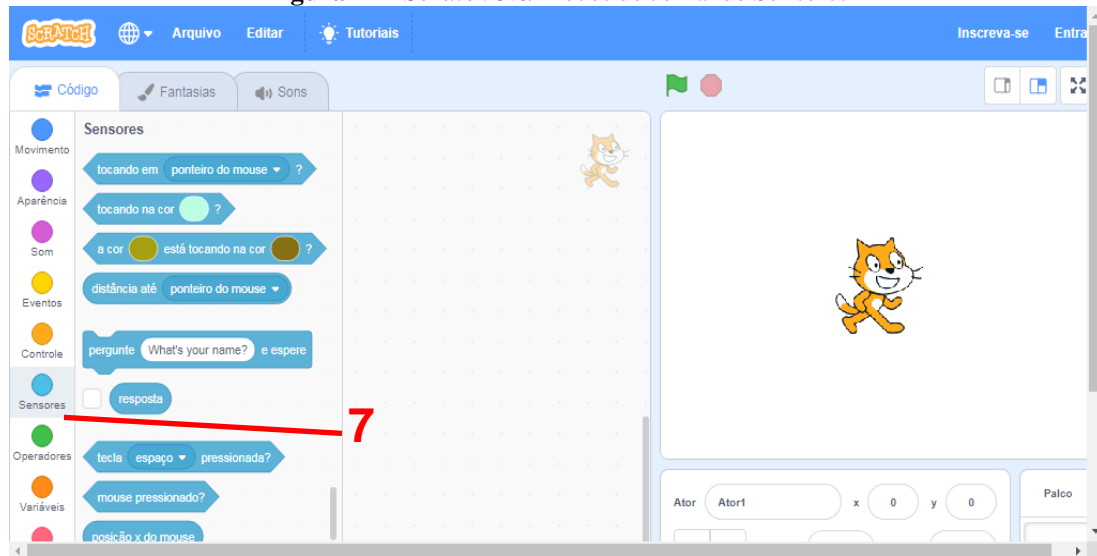 SCRATCH Arquivo Editar Tutoriais Inscreva-se Entra
Código Fantasias Sons
Movimento
Aparência
Som
Eventos
Controle
Sensores
Operadores
Variáveis
Sensores
tocando em ponteiro do mouse ?
tocando na cor ?
a cor está tocando na cor ?
distância até ponteiro do mouse
pergunte What's your name? e espere
resposta
7
tecla espaço pressionada?
mouse pressionado?
posição x do mouse
Ator Ator1 x 0 y 0
Palco